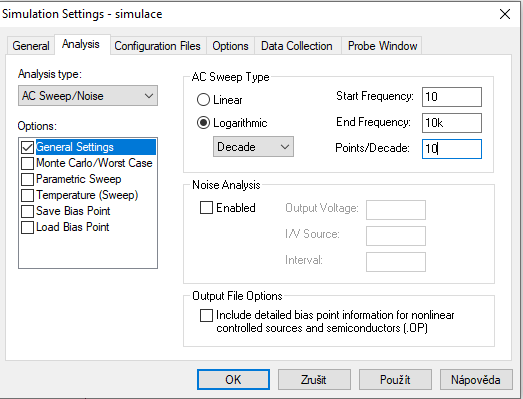 Simulation Settings - simulace
General
Analysis
Configuration Files
Options
Data Collection
Probe Window
Analysis type:
AC Sweep/Noise
Options:
General Settings
Monte Carlo/Worst Case
Parametric Sweep
Temperature (Sweep)
Save Bias Point
Load Bias Point
AC Sweep Type
Linear
Logarithmic
Decade
Start Frequency: 10
End Frequency: 10k
Points/Decade: 10
Noise Analysis
Enabled
Output Voltage:
I/V Source:
Interval:
Output File Options
Include detailed bias point information for nonlinear
controlled sources and semiconductors (.OP)
OK
Zrušit
Použít
Nápověda